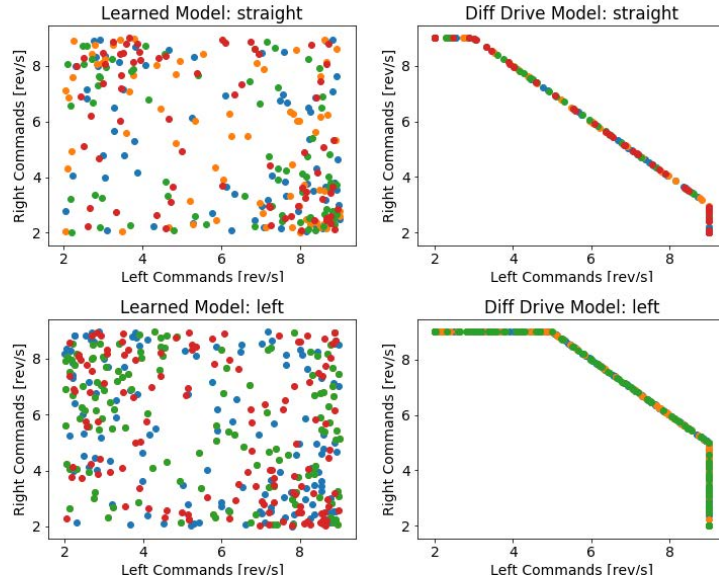 Learned Model: straight
Right Commands [rev/s]
8
6
4
2
2 4 6 8
Left Commands [rev/s]
Diff Drive Model: straight
Right Commands [rev/s]
8
6
4
2
2 4 6 8
Left Commands [rev/s]
Learned Model: left
Right Commands [rev/s]
8
6
4
2
2 4 6 8
Left Commands [rev/s]
Diff Drive Model: left
Right Commands [rev/s]
8
6
4
2
2 4 6 8
Left Commands [rev/s]